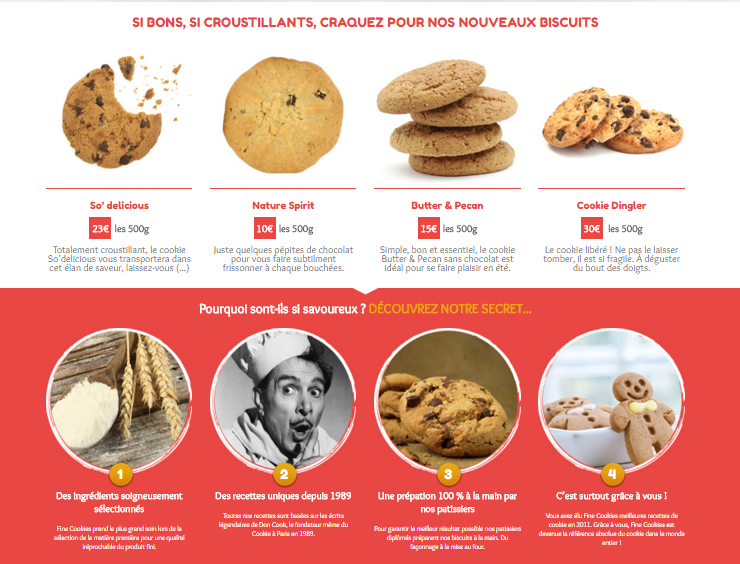 SI BONS, SI CROUSTILLANTS, CRAQUEZ POUR NOS NOUVEAUX BISCUITS
So' delicious
23€ les 500g
Totalement croustillant, le cookie
So'delicious vous transportera dans
cet élan de saveur, laissez-vous (...)
Nature Spirit
10€ les 500g
Juste quelques pépites de chocolat
pour vous faire subtilment
frissonner à chaque bouchées.
Butter & Pecan
15€ les 500g
Simple, bon et essentiel, le cookie
Butter & Pecan sans chocolat est
idéal pour se faire plaisir en été.
Cookie Dingler
30€ les 500g
Le cookie libéré ! Ne pas le laisser
tomber, il est si fragile. À déguster
du bout des doigts.
Pourquoi sont-ils si savoureux ? DÉCOUVREZ NOTRE SECRET...
1
Des ingrédients soigneusement
sélectionnés
Fine Cookies prend le plus grand soin lors de la
sélection de la matière première pour une qualité
irréprochable du produit fini.
2
Des recettes uniques depuis 1989
Toutes nos recettes sont basées sur les écrits
légendaires de Don Cook, le fondateur même du
Cookie à Paris en 1989.
3
Une prépation 100 % à la main par
nos patissiers
Pour garantir le meilleur résultat possible nos patissiers
diplômés préparent nos biscuits à la main. Du
façonnage à la mise au four.
4
C'est surtout grâce à vous !
Vous avez élu Fine Cookies meilleures recettes de
cookie en 2011. Grâce à vous, Fine Cookies est
devenue la référence absolue du cookie dans le monde
entier !